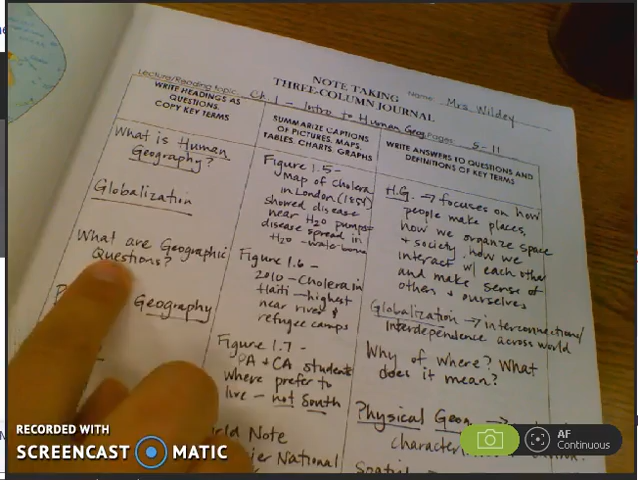 NOTE TAKING
THREE-COLUMN JOURNAL
Name: Mrs. Wildey
Lecture/Reading topic: Ch 1 - Intro to Human Geog Pages 5-11
WRITE HEADINGS AS
QUESTIONS.
COPY KEY TERMS
What is Human
Geography?
Globalization
What are Geographic
Questions?
Geography
SUMMARIZE CAPTIONS
OF PICTURES, MAPS,
TABLES, CHARTS, GRAPHS
Figure 1.5 -
Map of Cholera
in London (1854)
showed disease
near H2O pumps
disease spread in
H2O - water-borne
Figure 1.6 -
2010 - Cholera in
Haiti - highest
near rivers &
refugee camps
Figure 1.7 -
PA & CA students
where prefer to
live - not South
Note
National
WRITE ANSWERS TO QUESTIONS AND
DEFINITIONS OF KEY TERMS
H.G. → focuses on how
people make places,
how we organize space
& society, how we
interact w/ each other
and make sense of
others & ourselves
Globalization → interconnections/
interdependence across world
Why of where? What
does it mean?
Physical Geog →
RECORDED WITH
SCREENCAST MATIC
AF
Continuous